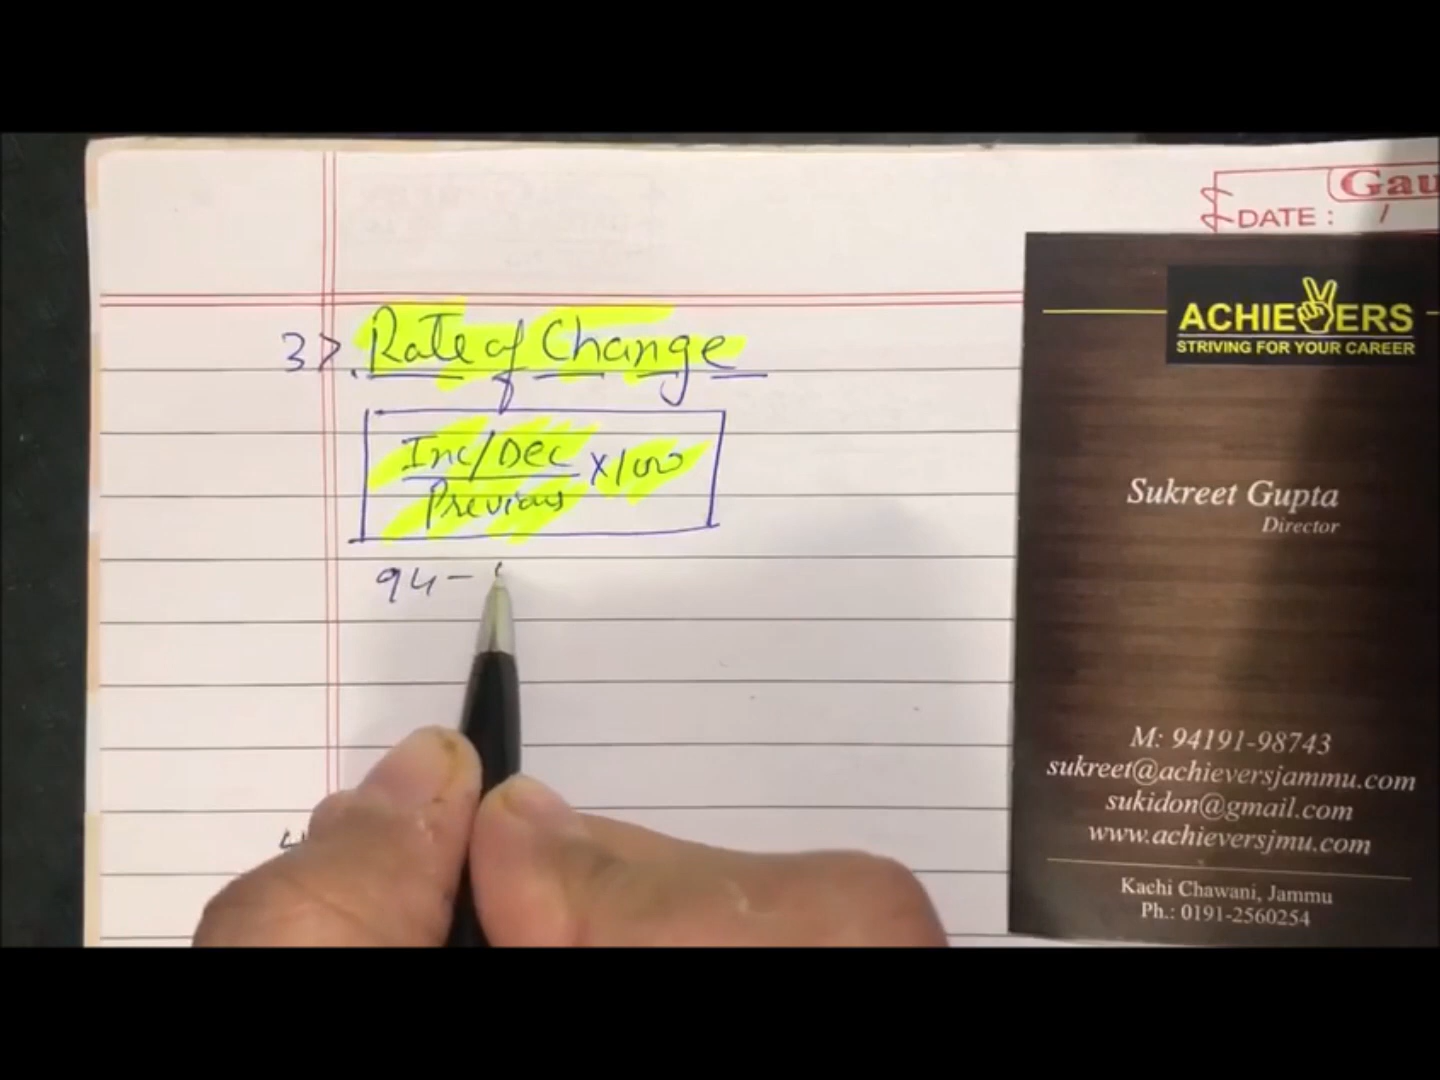 Gau
DATE : /
3> Rate of Change
Inc/Dec
Previous
X100
94-
ACHIEVERS
STRIVING FOR YOUR CAREER
Sukreet Gupta
Director
M: 94191-98743
sukreet@achieversjammu.com
sukidon@gmail.com
www.achieversjmu.com
Kachi Chawani, Jammu
Ph.: 0191-2560254